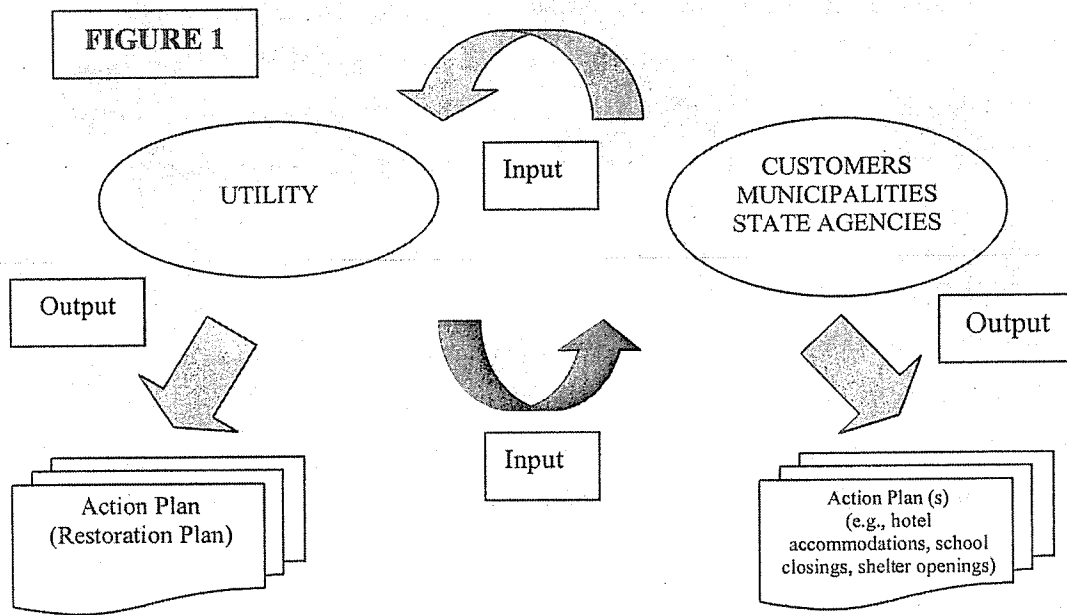 FIGURE 1
Input
UTILITY
CUSTOMERS
MUNICIPALITIES
STATE AGENCIES
Output
Output
Input
Action Plan
(Restoration Plan)
Action Plan (s)
(e.g., hotel
accommodations, school
closings, shelter openings)